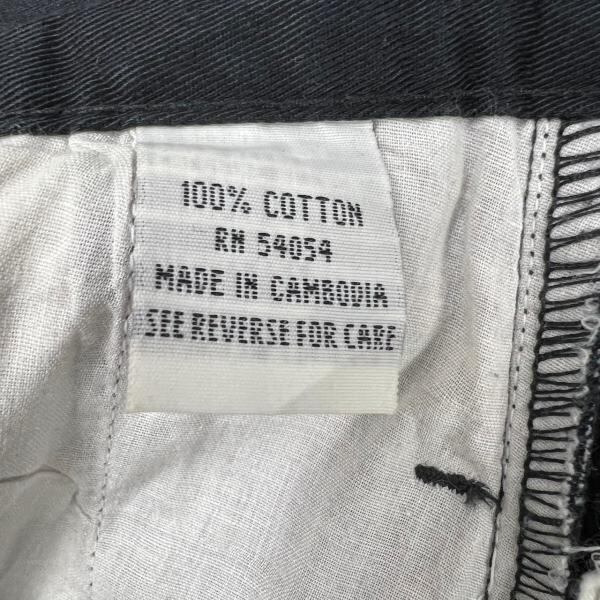 100% COTTON
RN 54054
MADE IN CAMBODIA
SEE REVERSE FOR CARE